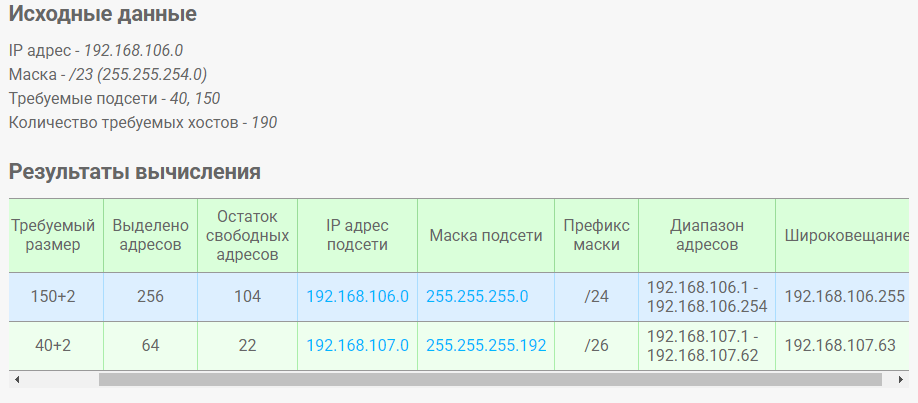 Исходные данные
IP адрес - 192.168.106.0
Маска - /23 (255.255.254.0)
Требуемые подсети - 40, 150
Количество требуемых хостов - 190
Результаты вычисления
Требуемый размер Выделено адресов Остаток свободных адресов IP адрес подсети Маска подсети Префикс маски Диапазон адресов Широковещание
150+2 256 104 192.168.106.0 255.255.255.0 /24 192.168.106.1 - 192.168.106.254 192.168.106.255
40+2 64 22 192.168.107.0 255.255.255.192 /26 192.168.107.1 - 192.168.107.62 192.168.107.63